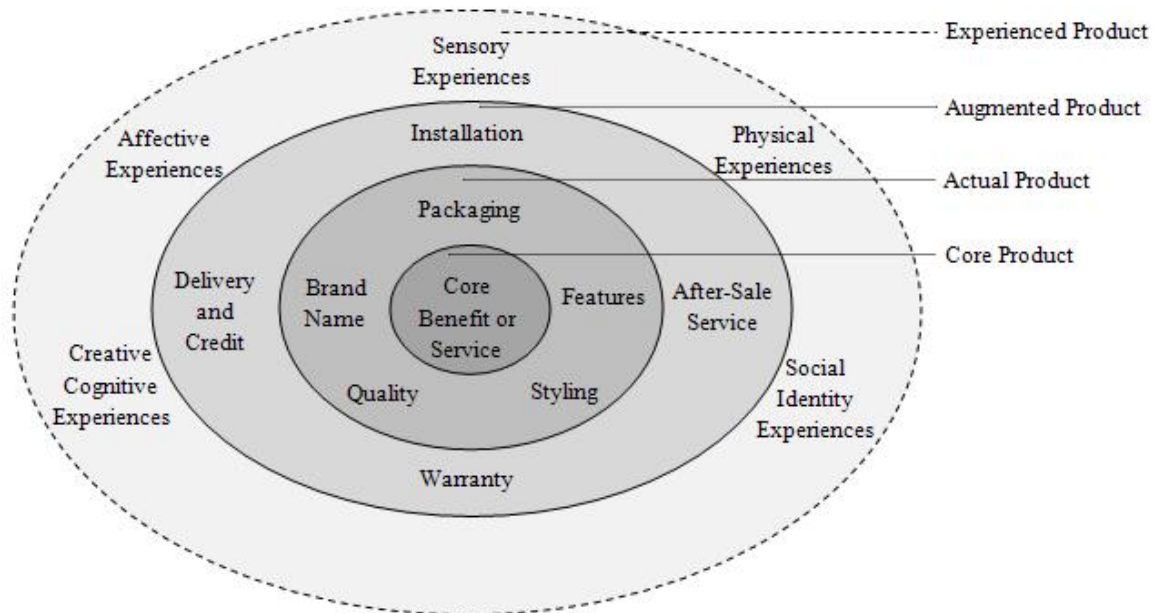 Sensory
Experiences
Experienced Product
Augmented Product
Affective
Experiences
Installation
Physical
Experiences
Actual Product
Packaging
Core Product
Delivery
and
Credit
Brand
Name
Core
Benefit or
Service
Features
After-Sale
Service
Creative
Cognitive
Experiences
Quality
Styling
Social
Identity
Experiences
Warranty